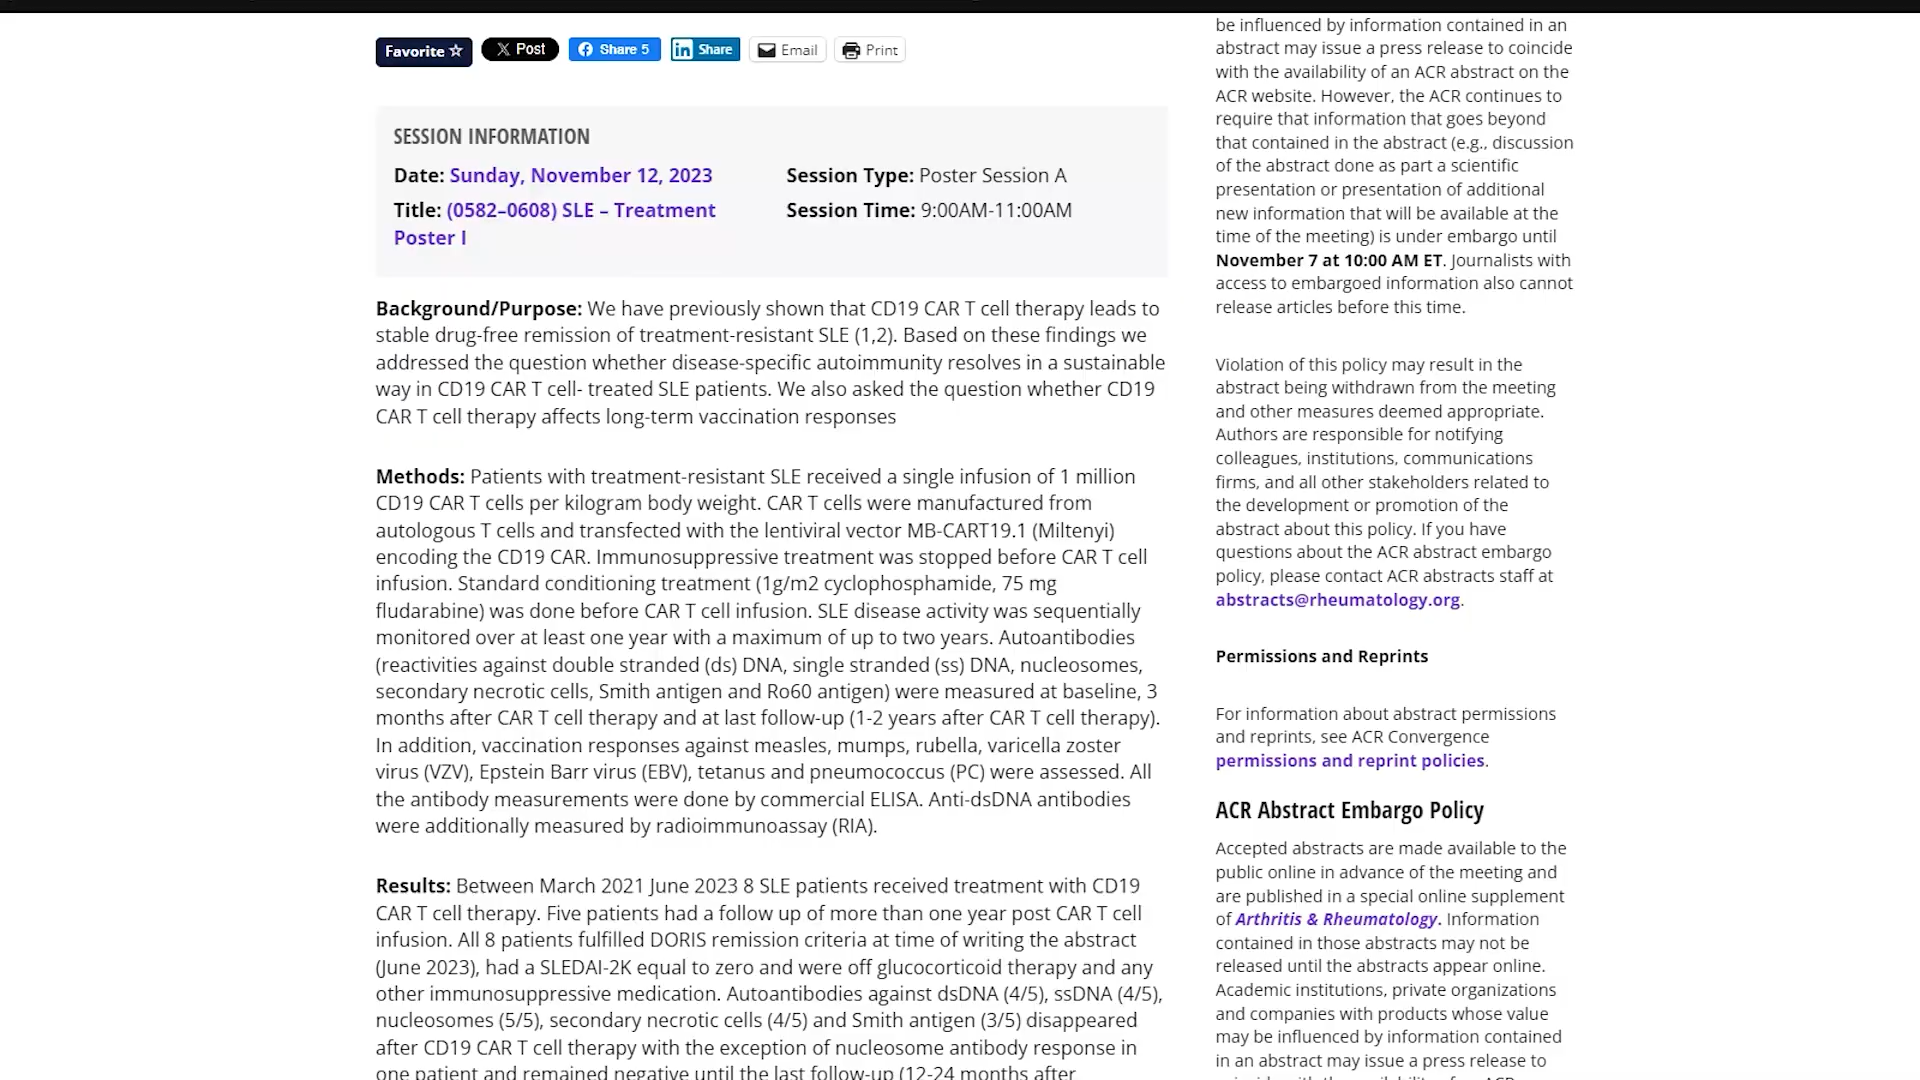 Favorite ☆
Post
Share 5
Share
Email
Print
SESSION INFORMATION
Date: Sunday, November 12, 2023
Title: (0582–0608) SLE – Treatment
Poster I
Session Type: Poster Session A
Session Time: 9:00AM-11:00AM
Background/Purpose: We have previously shown that CD19 CAR T cell therapy leads to
stable drug-free remission of treatment-resistant SLE (1,2). Based on these findings we
addressed the question whether disease-specific autoimmunity resolves in a sustainable
way in CD19 CAR T cell- treated SLE patients. We also asked the question whether CD19
CAR T cell therapy affects long-term vaccination responses
Methods: Patients with treatment-resistant SLE received a single infusion of 1 million
CD19 CAR T cells per kilogram body weight. CAR T cells were manufactured from
autologous T cells and transfected with the lentiviral vector MB-CART19.1 (Miltenyi)
encoding the CD19 CAR. Immunosuppressive treatment was stopped before CAR T cell
infusion. Standard conditioning treatment (1g/m2 cyclophosphamide, 75 mg
fludarabine) was done before CAR T cell infusion. SLE disease activity was sequentially
monitored over at least one year with a maximum of up to two years. Autoantibodies
(reactivities against double stranded (ds) DNA, single stranded (ss) DNA, nucleosomes,
secondary necrotic cells, Smith antigen and Ro60 antigen) were measured at baseline, 3
months after CAR T cell therapy and at last follow-up (1-2 years after CAR T cell therapy).
In addition, vaccination responses against measles, mumps, rubella, varicella zoster
virus (VZV), Epstein Barr virus (EBV), tetanus and pneumococcus (PC) were assessed. All
the antibody measurements were done by commercial ELISA. Anti-dsDNA antibodies
were additionally measured by radioimmunoassay (RIA).
Results: Between March 2021 June 2023 8 SLE patients received treatment with CD19
CAR T cell therapy. Five patients had a follow up of more than one year post CAR T cell
infusion. All 8 patients fulfilled DORIS remission criteria at time of writing the abstract
(June 2023), had a SLEDAI-2K equal to zero and were off glucocorticoid therapy and any
other immunosuppressive medication. Autoantibodies against dsDNA (4/5), ssDNA (4/5),
nucleosomes (5/5), secondary necrotic cells (4/5) and Smith antigen (3/5) disappeared
after CD19 CAR T cell therapy with the exception of nucleosome antibody response in
one patient and remained negative until the last follow-up (12-24 months after
be influenced by information contained in an
abstract may issue a press release to coincide
with the availability of an ACR abstract on the
ACR website. However, the ACR continues to
require that information that goes beyond
that contained in the abstract (e.g., discussion
of the abstract done as part a scientific
presentation or presentation of additional
new information that will be available at the
time of the meeting) is under embargo until
November 7 at 10:00 AM ET. Journalists with
access to embargoed information also cannot
release articles before this time.
Violation of this policy may result in the
abstract being withdrawn from the meeting
and other measures deemed appropriate.
Authors are responsible for notifying
colleagues, institutions, communications
firms, and all other stakeholders related to
the development or promotion of the
abstract about this policy. If you have
questions about the ACR abstract embargo
policy, please contact ACR abstracts staff at
abstracts@rheumatology.org.
Permissions and Reprints
For information about abstract permissions
and reprints, see ACR Convergence
permissions and reprint policies.
ACR Abstract Embargo Policy
Accepted abstracts are made available to the
public online in advance of the meeting and
are published in a special online supplement
of Arthritis & Rheumatology. Information
contained in those abstracts may not be
released until the abstracts appear online.
Academic institutions, private organizations
and companies with products whose value
may be influenced by information contained
in an abstract may issue a press release to